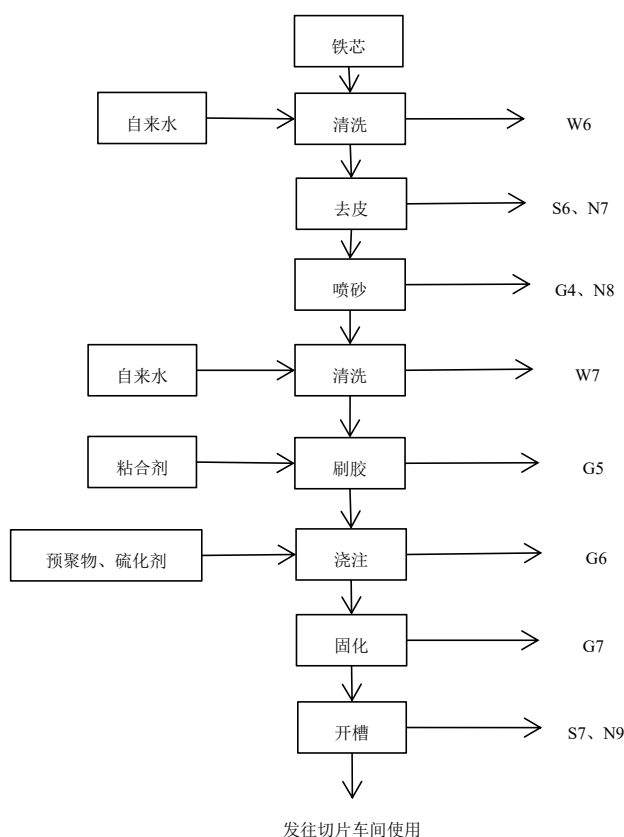 铁芯
自来水
清洗
W6
去皮
S6、N7
喷砂
G4、N8
自来水
清洗
W7
粘合剂
刷胶
G5
预聚物、硫化剂
浇注
G6
固化
G7
开槽
S7、N9
发往切片车间使用